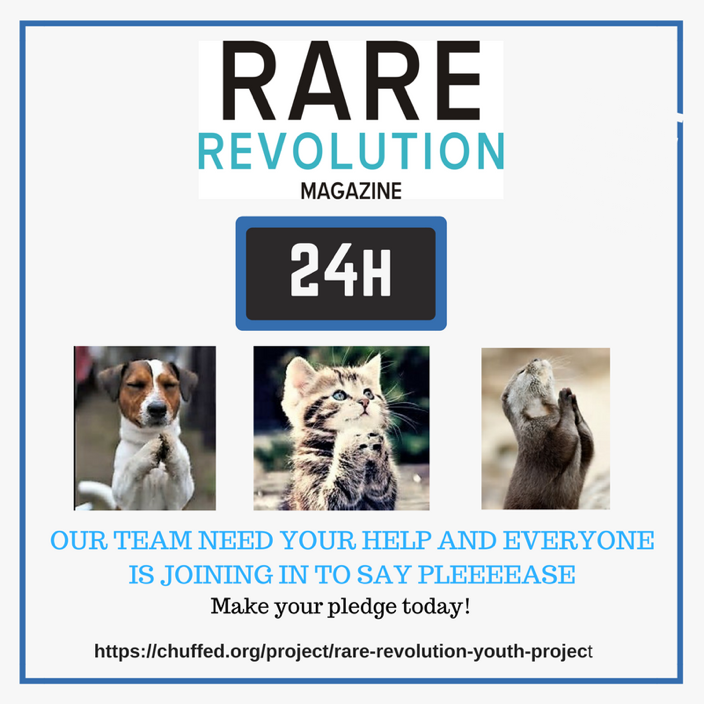 RARE
REVOLUTION
MAGAZINE
24H
OUR TEAM NEED YOUR HELP AND EVERYONE
IS JOINING IN TO SAY PLEEEEASE
Make your pledge today!
https://chuffed.org/project/rare-revolution-youth-project